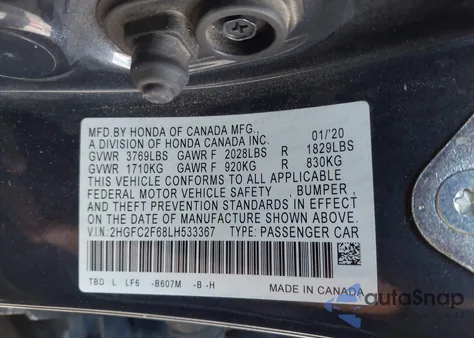 MFD.BY HONDA OF CANADA MFG., 01/'20
A DIVISION OF HONDA CANADA INC.
GVWR 3769LBS GAWR F 2028LBS R 1829LBS
GVWR 1710KG GAWR F 920KG R 830KG
THIS VEHICLE CONFORMS TO ALL APPLICABLE
FEDERAL MOTOR VEHICLE SAFETY , BUMPER ,
AND THEFT PREVENTION STANDARDS IN EFFECT
ON THE DATE OF MANUFACTURE SHOWN ABOVE.
V.I.N: 2HGFC2F68LH533367 TYPE: PASSENGER CAR
TBD L LF6 -B607M -B -H MADE IN CANADA
autoSnap